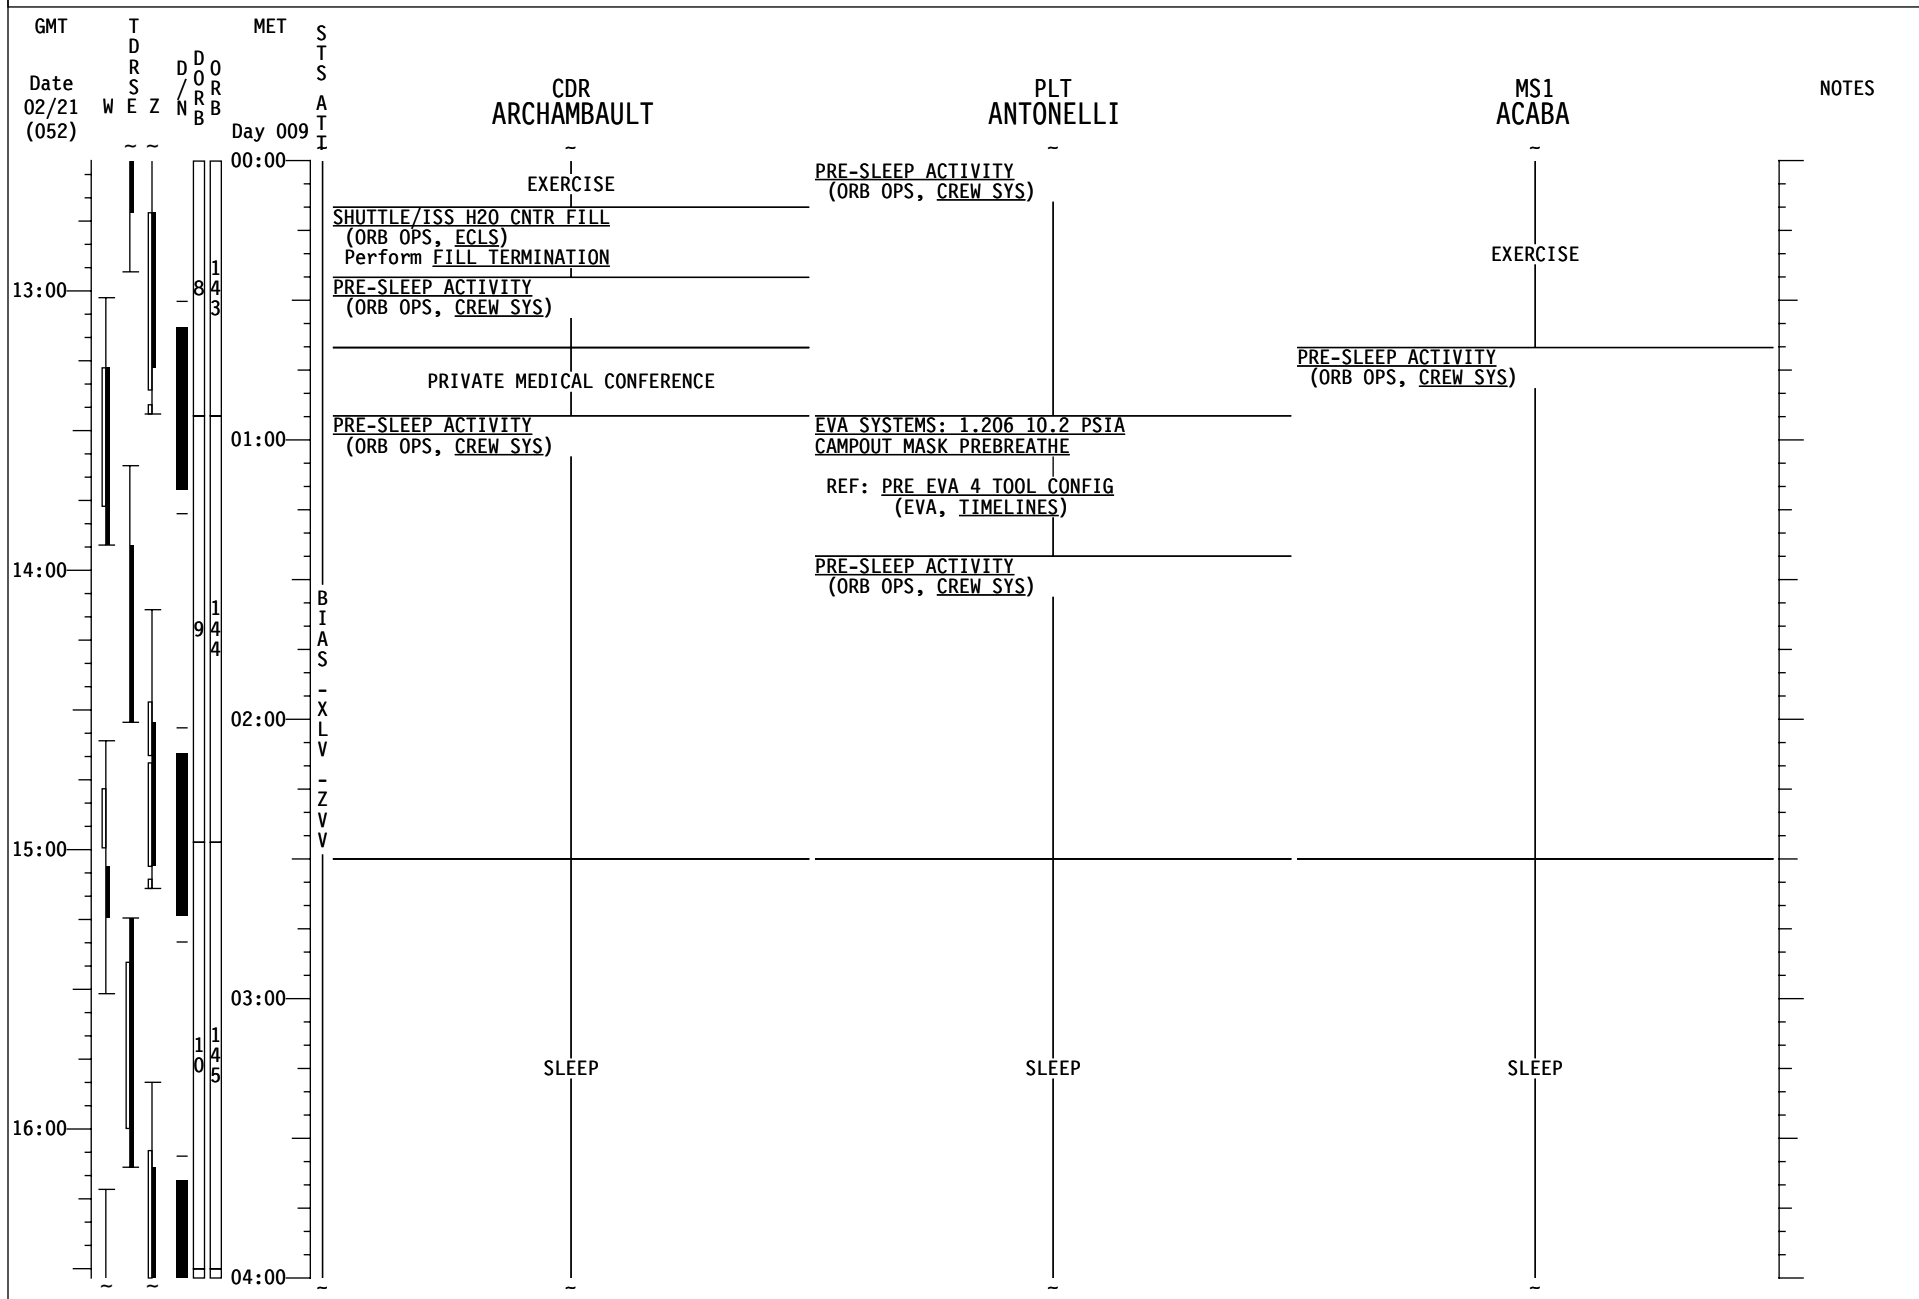 GMT
TDRS
MET
STS ATT
Date
02/21
(052)
W E Z
D/N
DORB
ORB
Day 009
CDR
ARCHAMBAULT
PLT
ANTONELLI
MS1
ACABA
NOTES
~ ~ ~ ~ ~
00:00
EXERCISE
PRE-SLEEP ACTIVITY
(ORB OPS, CREW SYS)
SHUTTLE/ISS H2O CNTR FILL
(ORB OPS, ECLS)
Perform FILL TERMINATION
EXERCISE
13:00
8
143
PRE-SLEEP ACTIVITY
(ORB OPS, CREW SYS)
PRIVATE MEDICAL CONFERENCE
PRE-SLEEP ACTIVITY
(ORB OPS, CREW SYS)
01:00
PRE-SLEEP ACTIVITY
(ORB OPS, CREW SYS)
EVA SYSTEMS: 1.206 10.2 PSIA
CAMPOUT MASK PREBREATHE
REF: PRE EVA 4 TOOL CONFIG
(EVA, TIMELINES)
14:00
PRE-SLEEP ACTIVITY
(ORB OPS, CREW SYS)
9
144
BIAS -XLV -ZVV
02:00
15:00
03:00
10
145
SLEEP
SLEEP
SLEEP
16:00
04:00
~ ~ ~ ~ ~ ~